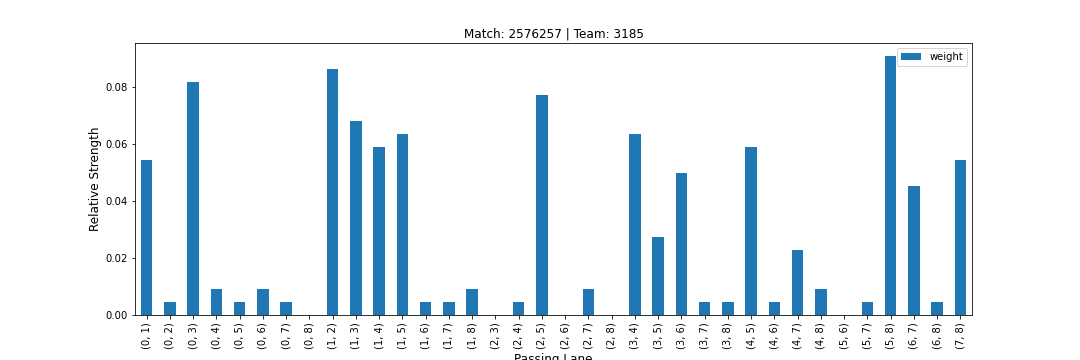 Match: 2576257 | Team: 3185
weight
Relative Strength
0.08
0.06
0.04
0.02
0.00
(0, 1) (0, 2) (0, 3) (0, 4) (0, 5) (0, 6) (0, 7) (0, 8) (1, 2) (1, 3) (1, 4) (1, 5) (1, 6) (1, 7) (1, 8) (2, 3) (2, 4) (2, 5) (2, 6) (2, 7) (2, 8) (3, 4) (3, 5) (3, 6) (3, 7) (3, 8) (4, 5) (4, 6) (4, 7) (4, 8) (5, 6) (5, 7) (5, 8) (6, 7) (6, 8) (7, 8)
Passing Lane